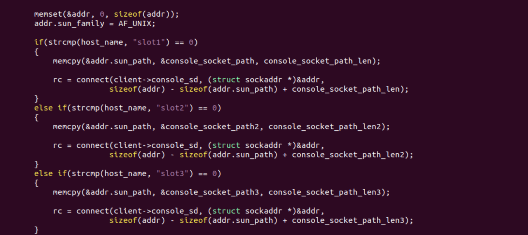 memset(&addr, 0, sizeof(addr));
addr.sun_family = AF_UNIX;
if(strcmp(host_name, "slot1") == 0)
{
memcpy(&addr.sun_path, &console_socket_path, console_socket_path_len);
rc = connect(client->console_sd, (struct sockaddr *)&addr,
sizeof(addr) - sizeof(addr.sun_path) + console_socket_path_len);
}
else if(strcmp(host_name, "slot2") == 0)
{
memcpy(&addr.sun_path, &console_socket_path2, console_socket_path_len2);
rc = connect(client->console_sd, (struct sockaddr *)&addr,
sizeof(addr) - sizeof(addr.sun_path) + console_socket_path_len2);
}
else if(strcmp(host_name, "slot3") == 0)
{
memcpy(&addr.sun_path, &console_socket_path3, console_socket_path_len3);
rc = connect(client->console_sd, (struct sockaddr *)&addr,
sizeof(addr) - sizeof(addr.sun_path) + console_socket_path_len3);
}